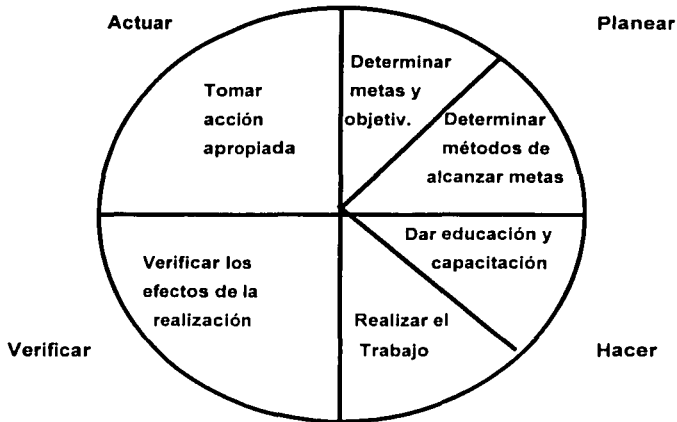 Actuar
Planear
Tomar
acción
apropiada
Determinar
metas y
objetiv.
Determinar
métodos de
alcanzar metas
Dar educación y
capacitación
Verificar los
efectos de la
realización
Realizar el
Trabajo
Verificar
Hacer